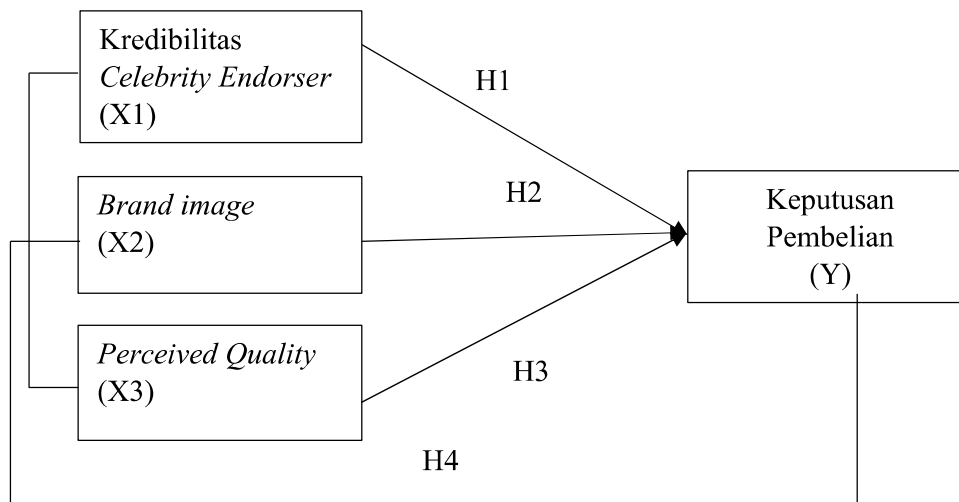 Kredibilitas
Celebrity Endorser
(X1)
H1
Brand image
(X2)
H2
Keputusan
Pembelian
(Y)
Perceived Quality
(X3)
H3
H4